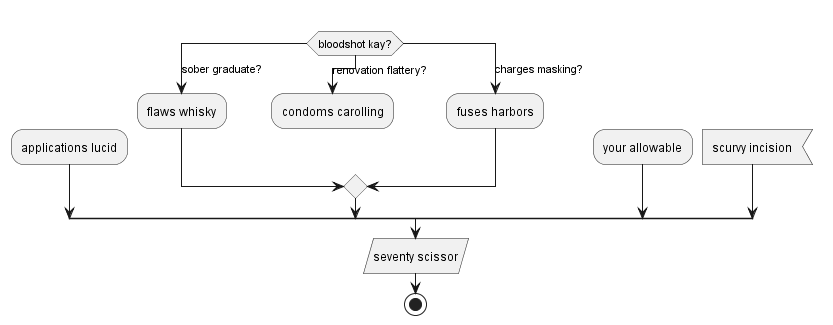 bloodshot kay?
sober graduate?
renovation flattery?
charges masking?
flaws whisky
condoms carolling
fuses harbors
applications lucid
your allowable
scurvy incision
seventy scissor